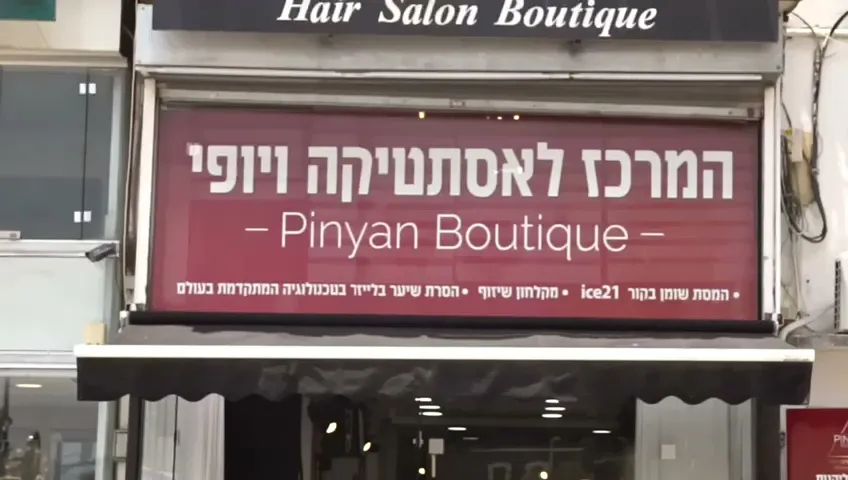 Hair Salon Boutique
המרכז לאסתטיקה ויופי
– Pinyan Boutique –
• המסת שומן בקור ice21 • מקלחון שיזוף • הסרת שיער בלייזר בטכנולוגיה המתקדמת בעולם